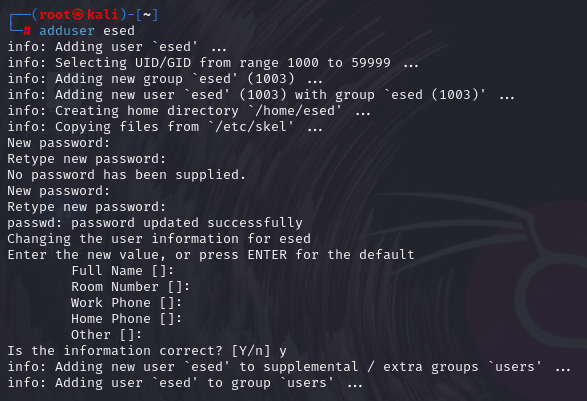 ┌──(root㉿kali)-[~]
└─# adduser esed
info: Adding user `esed' ...
info: Selecting UID/GID from range 1000 to 59999 ...
info: Adding new group `esed' (1003) ...
info: Adding new user `esed' (1003) with group `esed (1003)' ...
info: Creating home directory `/home/esed' ...
info: Copying files from `/etc/skel' ...
New password:
Retype new password:
No password has been supplied.
New password:
Retype new password:
passwd: password updated successfully
Changing the user information for esed
Enter the new value, or press ENTER for the default
        Full Name []:
        Room Number []:
        Work Phone []:
        Home Phone []:
        Other []:
Is the information correct? [Y/n] y
info: Adding new user `esed' to supplemental / extra groups `users' ...
info: Adding user `esed' to group `users' ...